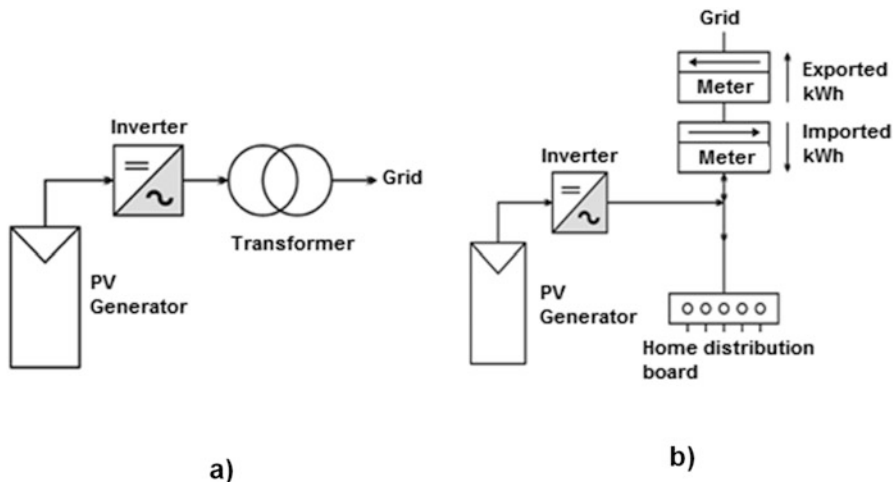 Inverter
Grid
Transformer
PV
Generator
a)
Grid
Meter
Exported
kWh
Meter
Imported
kWh
Inverter
PV
Generator
Home distribution
board
b)